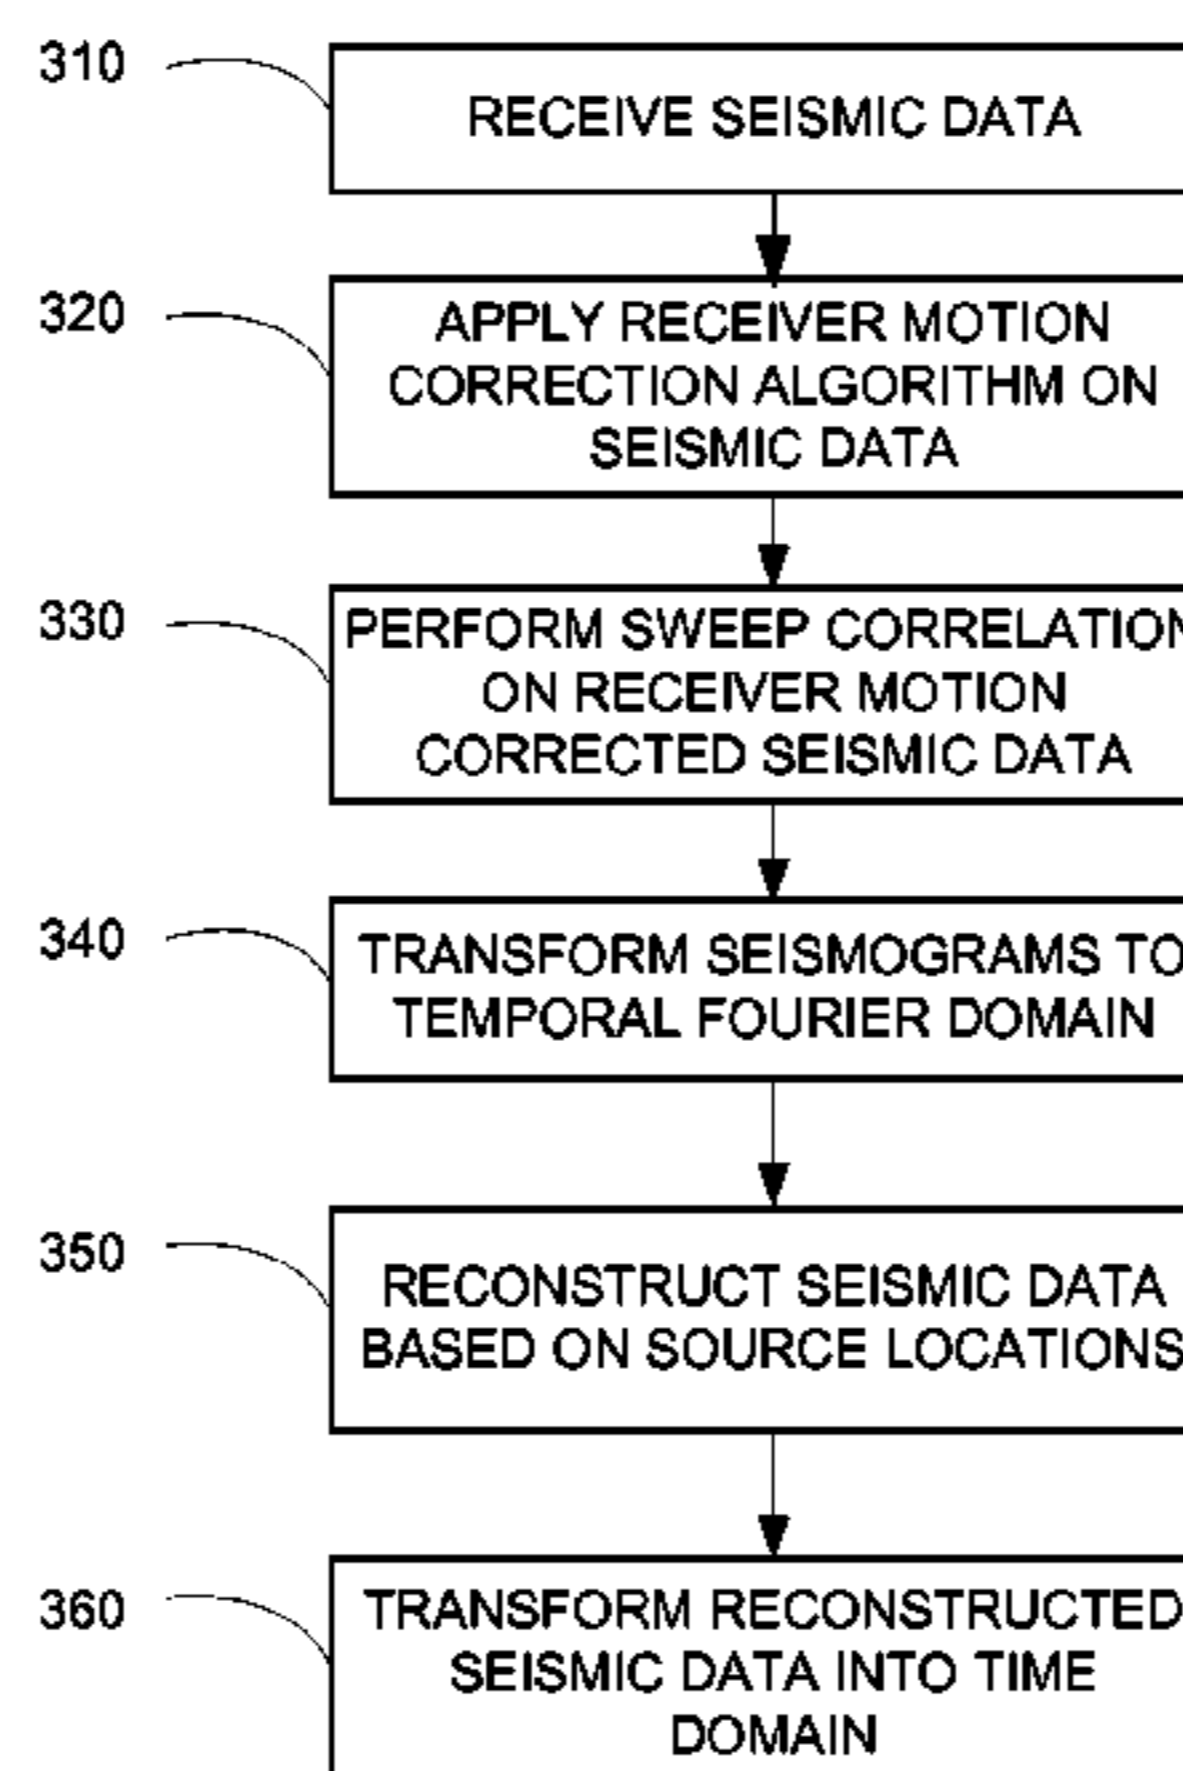 310
RECEIVE SEISMIC DATA
320
APPLY RECEIVER MOTION
CORRECTION ALGORITHM ON
SEISMIC DATA
330
PERFORM SWEEP CORRELATION
ON RECEIVER MOTION
CORRECTED SEISMIC DATA
340
TRANSFORM SEISMOGRAMS TO
TEMPORAL FOURIER DOMAIN
350
RECONSTRUCT SEISMIC DATA
BASED ON SOURCE LOCATIONS
360
TRANSFORM RECONSTRUCTED
SEISMIC DATA INTO TIME
DOMAIN